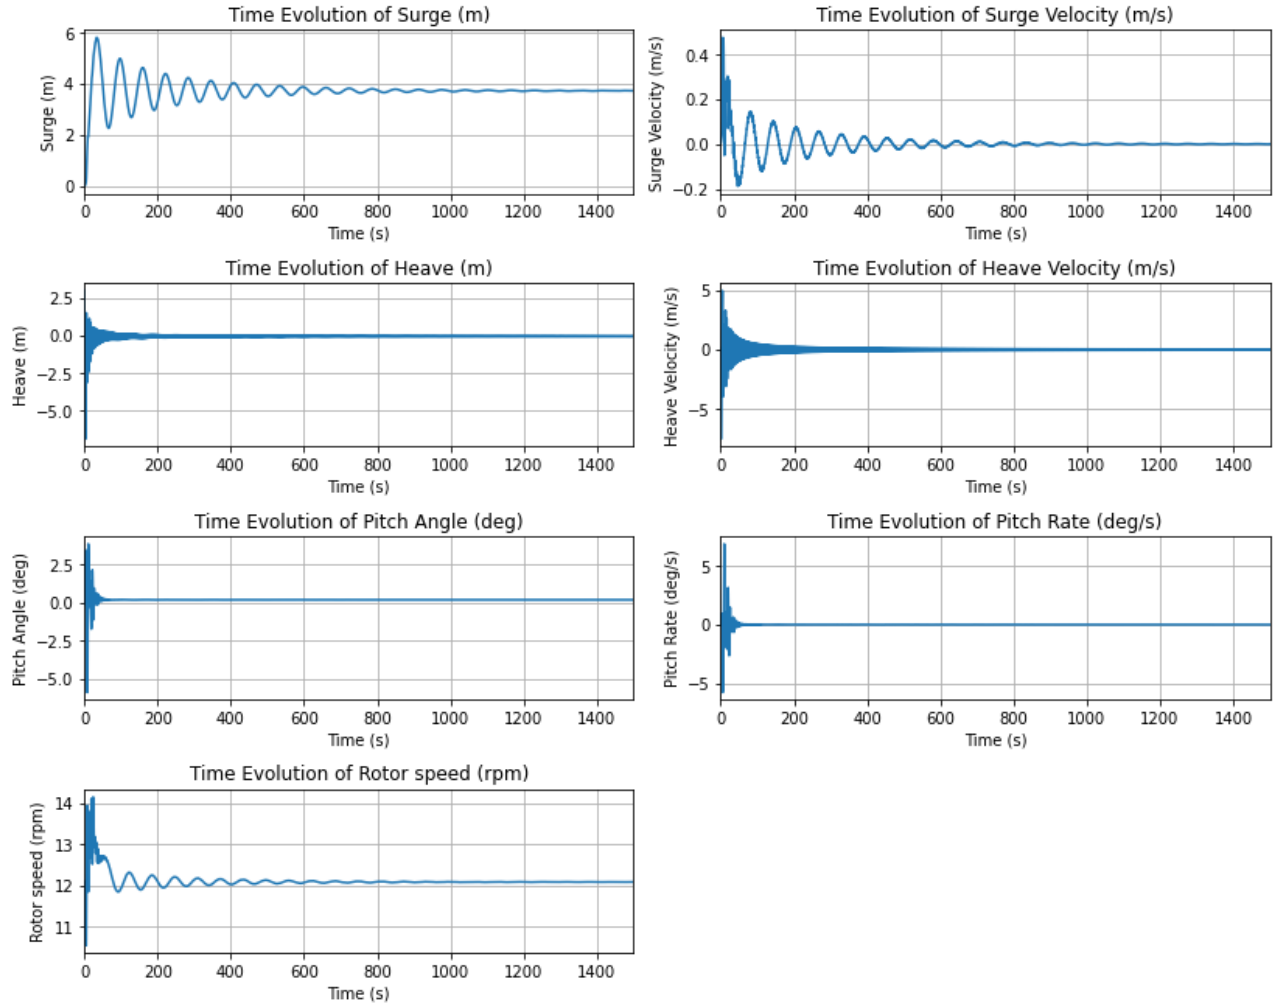 Time Evolution of Surge (m)
6
4
2
0
Surge (m)
0 200 400 600 800 1000 1200 1400
Time (s)
Time Evolution of Surge Velocity (m/s)
0.4
0.2
0.0
−0.2
Surge Velocity (m/s)
0 200 400 600 800 1000 1200 1400
Time (s)
Time Evolution of Heave (m)
2.5
0.0
−2.5
−5.0
Heave (m)
0 200 400 600 800 1000 1200 1400
Time (s)
Time Evolution of Heave Velocity (m/s)
5
0
−5
Heave Velocity (m/s)
0 200 400 600 800 1000 1200 1400
Time (s)
Time Evolution of Pitch Angle (deg)
2.5
0.0
−2.5
−5.0
Pitch Angle (deg)
0 200 400 600 800 1000 1200 1400
Time (s)
Time Evolution of Pitch Rate (deg/s)
5
0
−5
Pitch Rate (deg/s)
0 200 400 600 800 1000 1200 1400
Time (s)
Time Evolution of Rotor speed (rpm)
14
13
12
11
Rotor speed (rpm)
0 200 400 600 800 1000 1200 1400
Time (s)